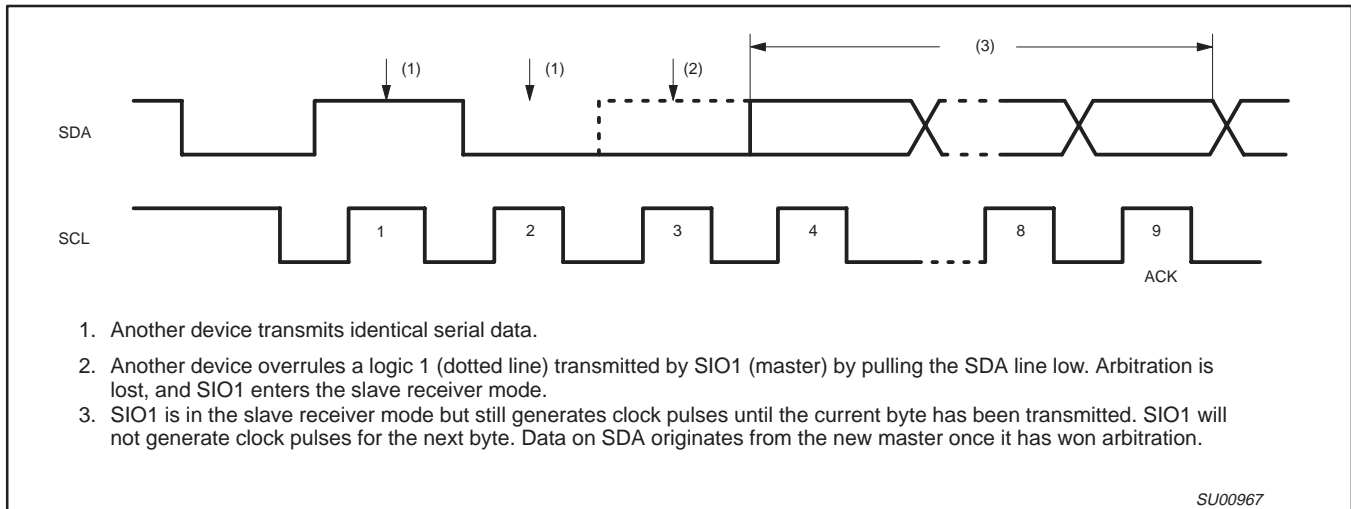 (3)
(1) (1) (2)
SDA
SCL 1 2 3 4 8 9
ACK
1. Another device transmits identical serial data.
2. Another device overrules a logic 1 (dotted line) transmitted by SIO1 (master) by pulling the SDA line low. Arbitration is
lost, and SIO1 enters the slave receiver mode.
3. SIO1 is in the slave receiver mode but still generates clock pulses until the current byte has been transmitted. SIO1 will
not generate clock pulses for the next byte. Data on SDA originates from the new master once it has won arbitration.
SU00967